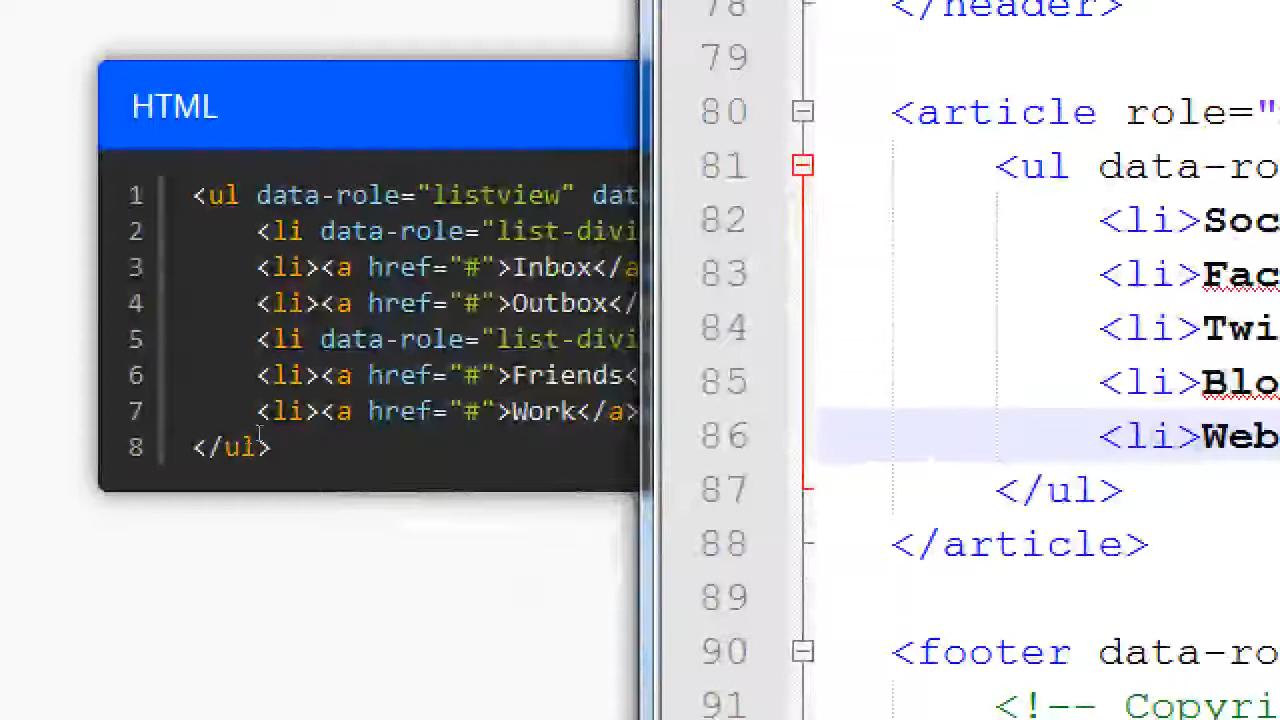 HTML
1 <ul data-role="listview" dat
2 <li data-role="list-divi
3 <li><a href="#">Inbox</a
4 <li><a href="#">Outbox</
5 <li data-role="list-divi
6 <li><a href="#">Friends<
7 <li><a href="#">Work</a>
8 </ul>
78 </header>
79
80 <article role="
81 <ul data-ro
82 <li>Soc
83 <li>Fac
84 <li>Twi
85 <li>Blo
86 <li>Web
87 </ul>
88 </article>
89
90 <footer data-ro
91 <!-- Copyri